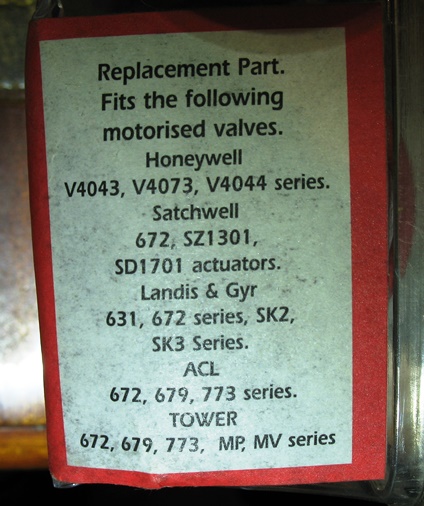 Replacement Part.
Fits the following
motorised valves.
Honeywell
V4043, V4073, V4044 series.
Satchwell
672, SZ1301,
SD1701 actuators.
Landis & Gyr
631, 672 series, SK2,
SK3 Series.
ACL
672, 679, 773 series.
TOWER
672, 679, 773, MP, MV series